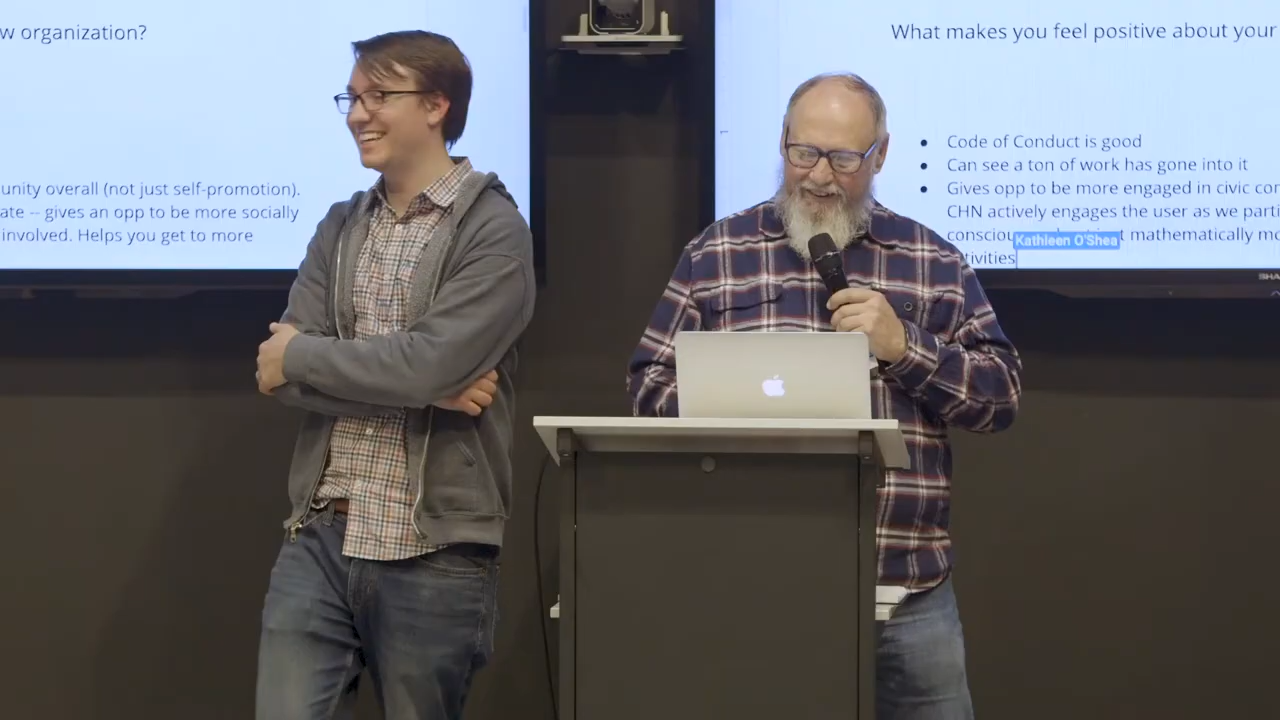 w organization?
unity overall (not just self-promotion).
ate -- gives an opp to be more socially
involved. Helps you get to more
What makes you feel positive about your
Code of Conduct is good
Can see a ton of work has gone into it
Gives opp to be more engaged in civic con
CHN actively engages the user as we parti
consciou
Kathleen O'Shea
t mathematically mo
tivities
SHA